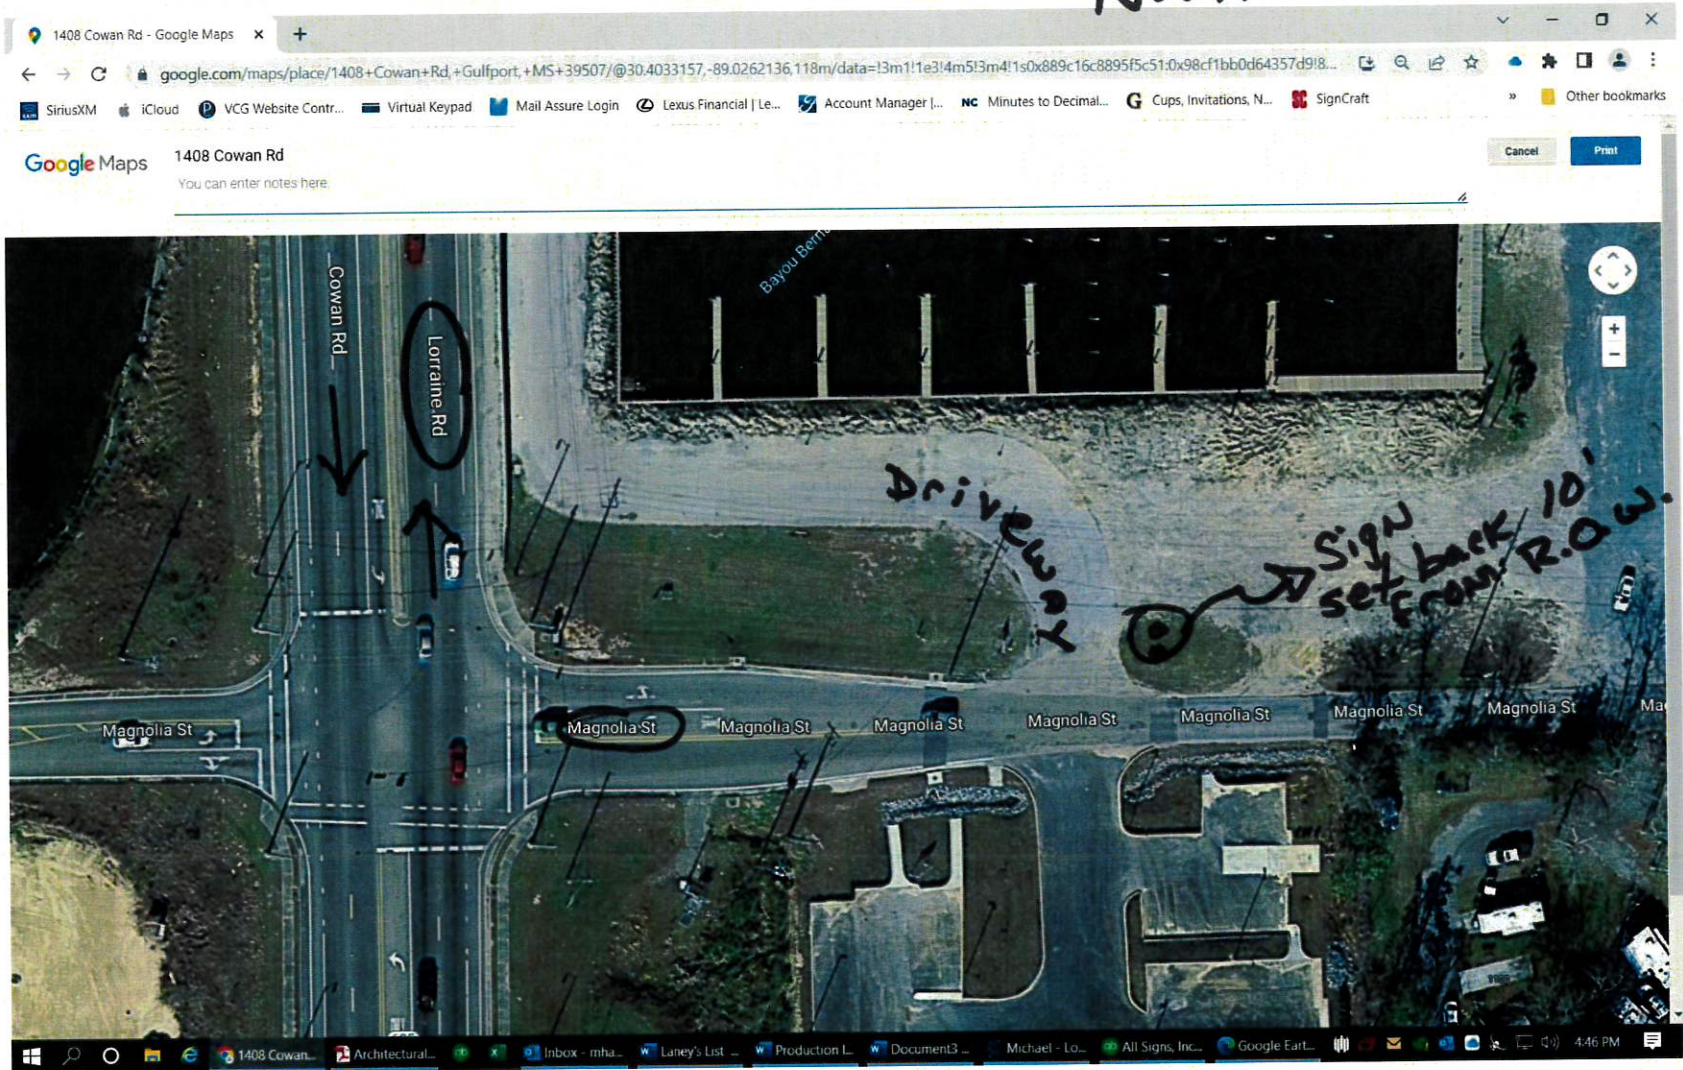 1408 Cowan Rd - Google Maps
google.com/maps/place/1408+Cowan+Rd,+Gulfport,+MS+39507/@30.4033157,-89.0262136,118m/data=!3m1!1e3!4m5!3m4!1s0x889c16c8895f5c51:0x98cf1bb0d64357d9!8...
SiriusXM iCloud VCG Website Contr... Virtual Keypad Mail Assure Login Lexus Financial | Le... Account Manager |... NC Minutes to Decimal... G Cups, Invitations, N... SignCraft » Other bookmarks
Google Maps 1408 Cowan Rd Cancel Print
You can enter notes here.
Bayou Berna
Cowan Rd
Lorraine Rd
Driveway
Sign
set back 10'
from R.O.W.
Magnolia St Magnolia St Magnolia St Magnolia St Magnolia St Magnolia St Magnolia St Magnolia St Ma
1408 Cowan... Architectural... Inbox - mha... Laney's List ... Production L... Document3 ... Michael - Lo... All Signs, Inc... Google Eart... 4:46 PM